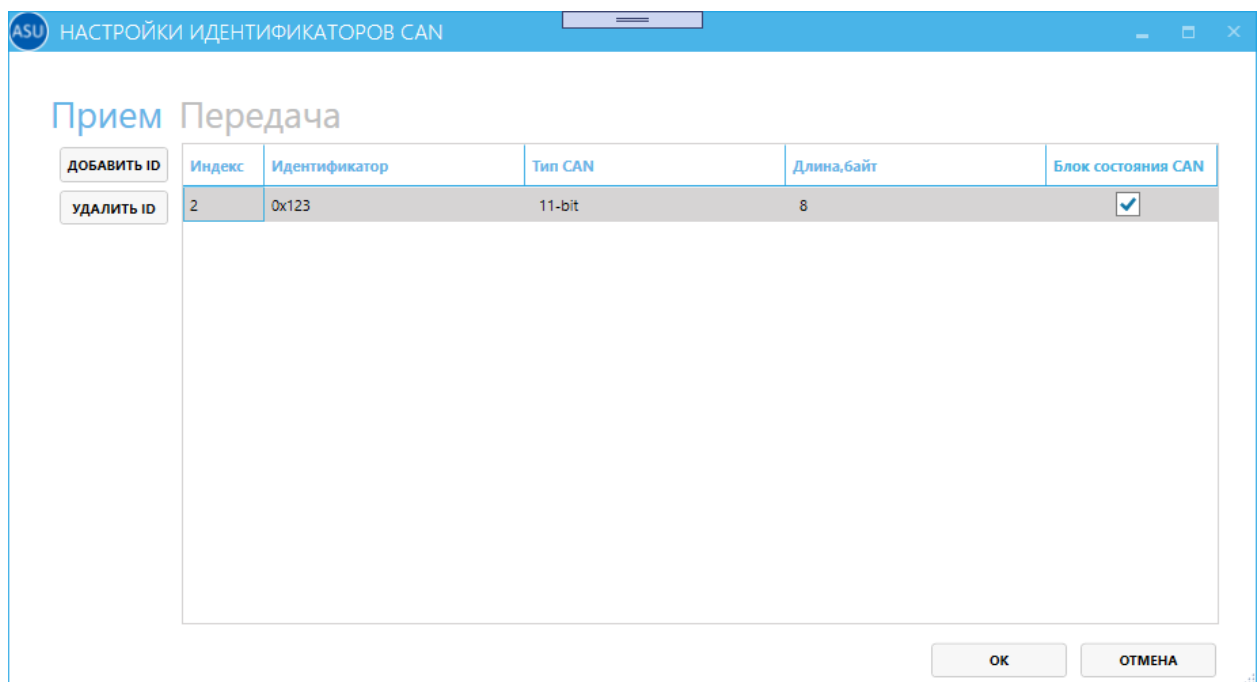 ASU НАСТРОЙКИ ИДЕНТИФИКАТОРОВ CAN
Прием Передача
ДОБАВИТЬ ID
УДАЛИТЬ ID
Индекс Идентификатор Тип CAN Длина,байт Блок состояния CAN
2 0x123 11-bit 8
ОК ОТМЕНА